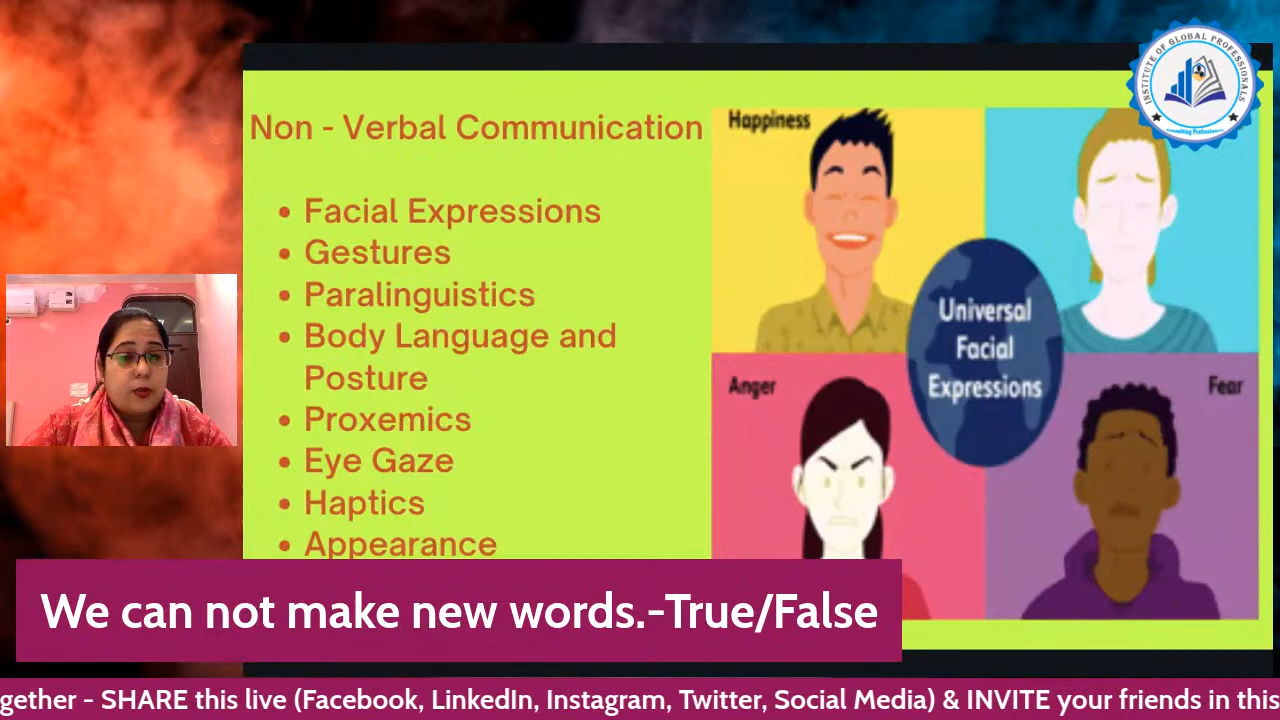 INSTITUTE OF GLOBAL PROFESSIONALS
Consulting Professionals
Non - Verbal Communication
• Facial Expressions
• Gestures
• Paralinguistics
• Body Language and
Posture
• Proxemics
• Eye Gaze
• Haptics
• Appearance
Happiness
Universal
Facial
Expressions
Anger
Fear
We can not make new words.-True/False
gether - SHARE this live (Facebook, LinkedIn, Instagram, Twitter, Social Media) & INVITE your friends in this